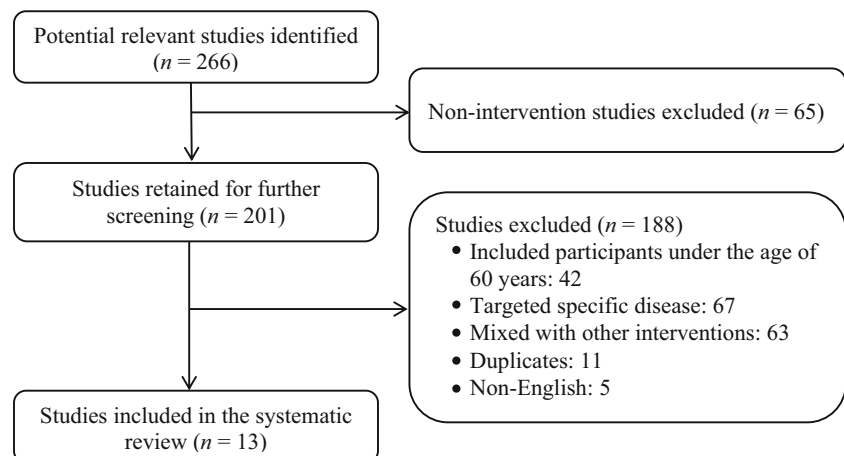 Potential relevant studies identified
(n = 266)
Non-intervention studies excluded (n = 65)
Studies retained for further
screening (n = 201)
Studies excluded (n = 188)
• Included participants under the age of
60 years: 42
• Targeted specific disease: 67
• Mixed with other interventions: 63
• Duplicates: 11
• Non-English: 5
Studies included in the systematic
review (n = 13)